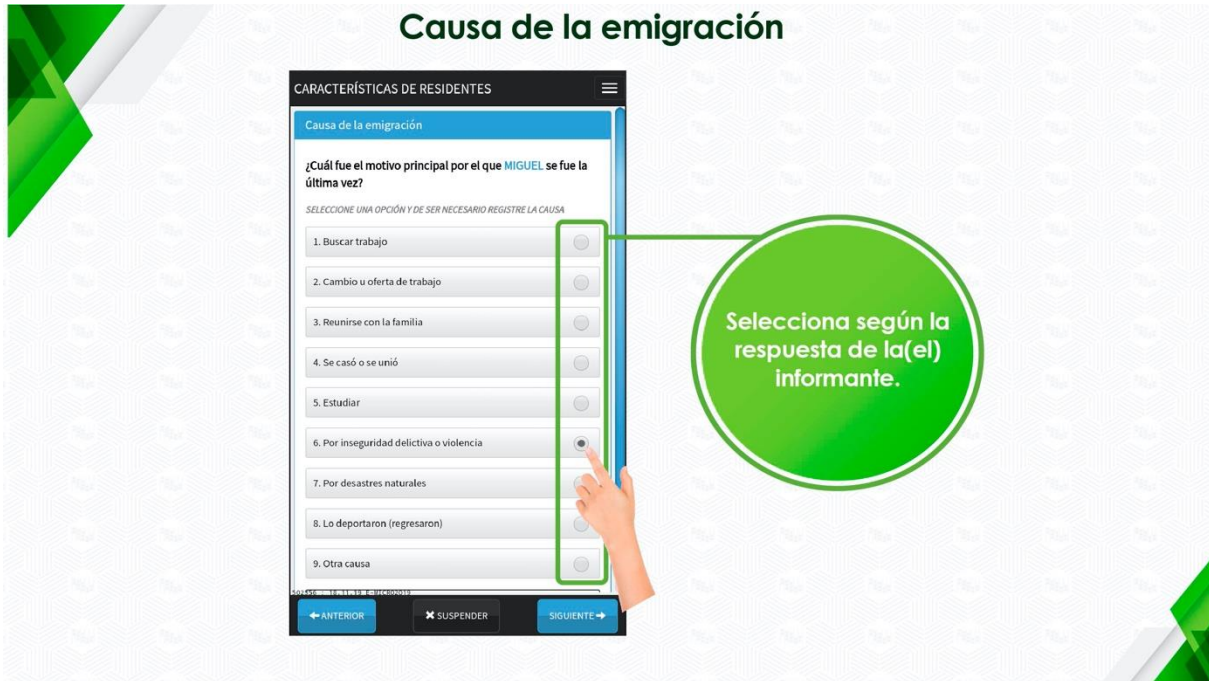 Causa de la emigración
CARACTERÍSTICAS DE RESIDENTES
Causa de la emigración
¿Cuál fue el motivo principal por el que MIGUEL se fue la
última vez?
SELECCIONE UNA OPCIÓN Y DE SER NECESARIO REGISTRE LA CAUSA
1. Buscar trabajo
2. Cambio u oferta de trabajo
3. Reunirse con la familia
4. Se casó o se unió
5. Estudiar
6. Por inseguridad delictiva o violencia
7. Por desastres naturales
8. Lo deportaron (regresaron)
9. Otra causa
ANTERIOR
SUSPENDER
SIGUIENTE
Selecciona según la
respuesta de la(el)
informante.